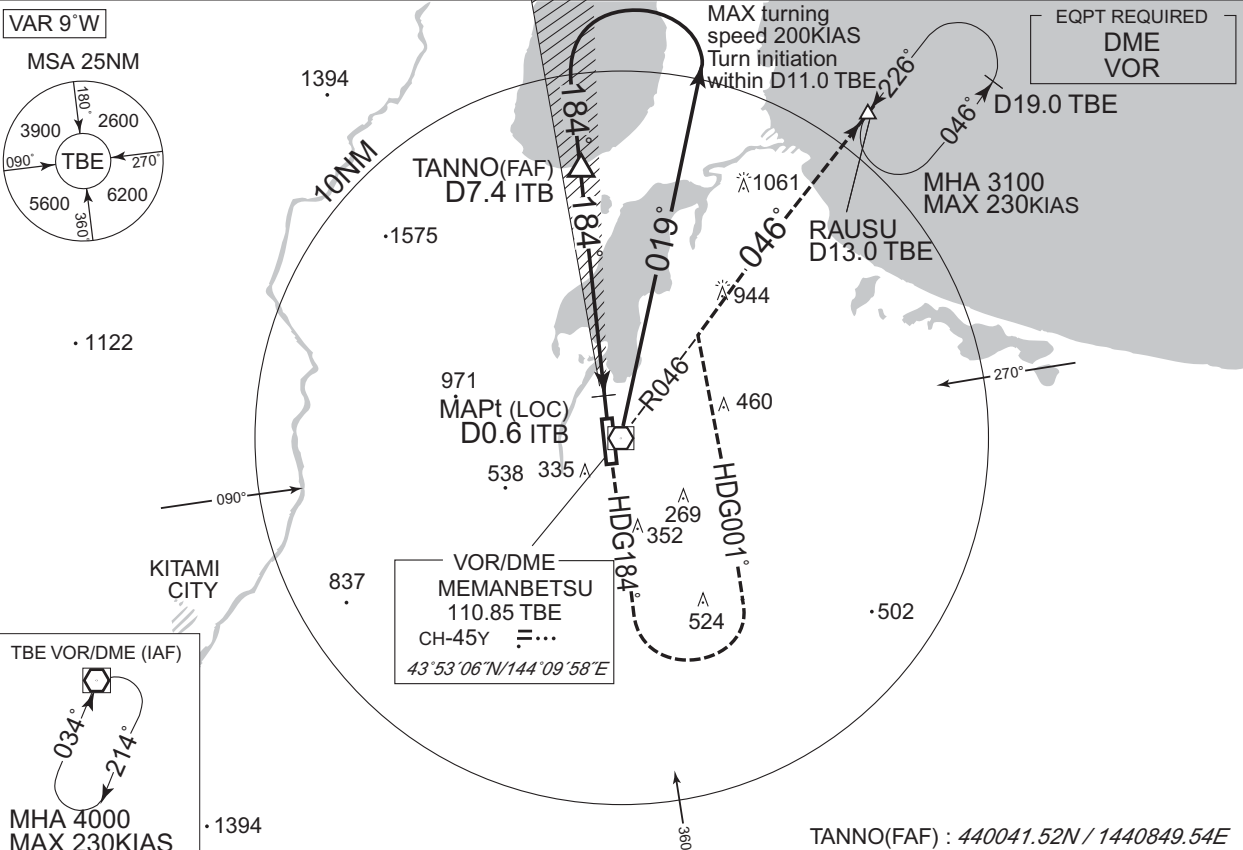 VAR 9°W
MSA 25NM
180°
3900
2600
090°
TBE
270°
5600
6200
360°
1394
10NM
MAX turning
speed 200KIAS
Turn initiation
within D11.0 TBE
EQPT REQUIRED
DME
VOR
226°
046°
D19.0 TBE
184°
TANNO(FAF)
D7.4 ITB
184°
019°
1061
MHA 3100
MAX 230KIAS
RAUSU
D13.0 TBE
046°
1575
944
1122
270°
971
MAPt (LOC)
D0.6 ITB
R046
460
538
335
090°
HDG184°
352
269
HDG001°
KITAMI
CITY
837
VOR/DME
MEMANBETSU
110.85 TBE
CH-45Y
43°53´06˝N/144°09´58˝E
524
502
TBE VOR/DME (IAF)
034°
214°
MHA 4000
MAX 230KIAS
1394
360
TANNO(FAF) : 440041.52N / 1440849.54E